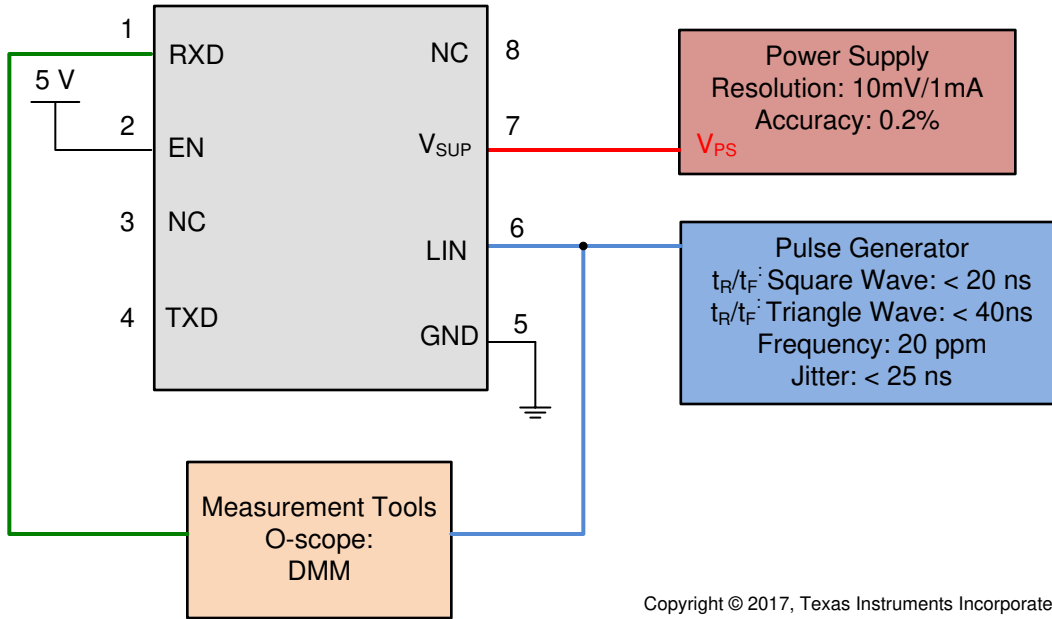 1
RXD
NC
8
5 V
2
EN
VSUP
7
3
NC
LIN
6
4
TXD
GND
5
Power Supply
Resolution: 10mV/1mA
Accuracy: 0.2%
VPS
Pulse Generator
tR/tF: Square Wave: < 20 ns
tR/tF: Triangle Wave: < 40ns
Frequency: 20 ppm
Jitter: < 25 ns
Measurement Tools
O-scope:
DMM
Copyright © 2017, Texas Instruments Incorporate